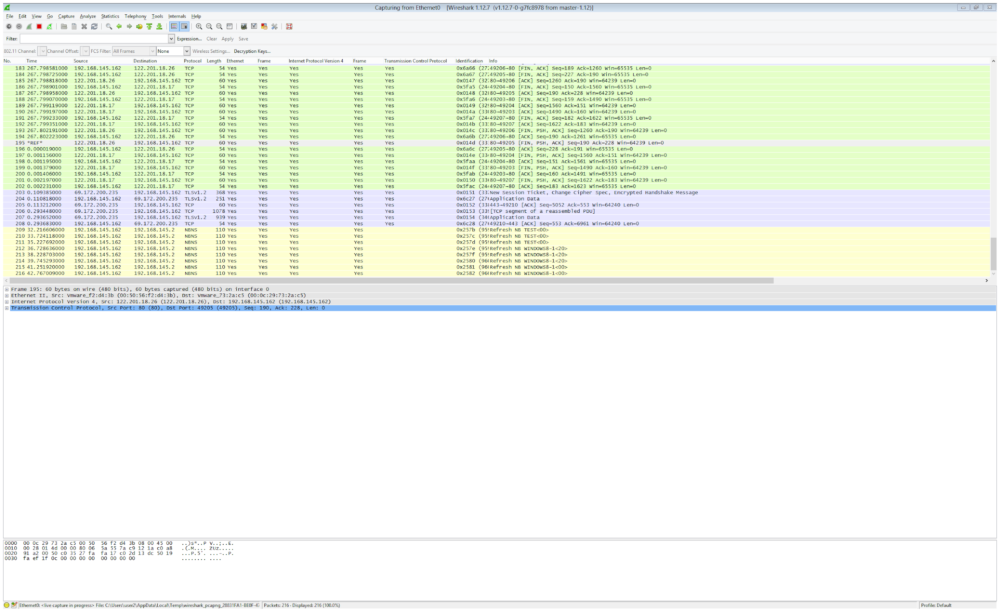 Capturing from Ethernet0 [Wireshark 1.12.7 (v1.12.7-0-g7fc8978 from master-1.12)]
File Edit View Go Capture Analyze Statistics Telephony Tools Internals Help
Filter: Expression... Clear Apply Save
802.11 Channel: Channel Offset: FCS Filter: All Frames None Wireless Settings... Decryption Keys...
No. Time Source Destination Protocol Length Ethernet Frame Internet Protocol Version 4 Frame Transmission Control Protocol Identification Info
183 267.798581000 192.168.145.162 122.201.18.26 TCP 54 Yes Yes Yes Yes Yes 0x6a66 (27 49206→80 [FIN, ACK] Seq=189 Ack=1260 Win=65535 Len=0
184 267.798725000 192.168.145.162 122.201.18.26 TCP 54 Yes Yes Yes Yes Yes 0x6a67 (27 49205→80 [FIN, ACK] Seq=227 Ack=190 Win=65535 Len=0
185 267.798818000 122.201.18.26 192.168.145.162 TCP 60 Yes Yes Yes Yes Yes 0x0147 (32 80→49206 [ACK] Seq=1260 Ack=190 Win=64239 Len=0
186 267.798901000 192.168.145.162 122.201.18.17 TCP 54 Yes Yes Yes Yes Yes 0x5fa5 (24 49204→80 [FIN, ACK] Seq=150 Ack=1560 Win=65535 Len=0
187 267.798958000 122.201.18.26 192.168.145.162 TCP 60 Yes Yes Yes Yes Yes 0x0148 (32 80→49205 [ACK] Seq=190 Ack=228 Win=64239 Len=0
188 267.799070000 192.168.145.162 122.201.18.17 TCP 54 Yes Yes Yes Yes Yes 0x5fa6 (24 49203→80 [FIN, ACK] Seq=159 Ack=1490 Win=65535 Len=0
189 267.799119000 122.201.18.17 192.168.145.162 TCP 60 Yes Yes Yes Yes Yes 0x0149 (32 80→49204 [ACK] Seq=1560 Ack=151 Win=64239 Len=0
190 267.799197000 122.201.18.17 192.168.145.162 TCP 60 Yes Yes Yes Yes Yes 0x014a (33 80→49203 [ACK] Seq=1490 Ack=160 Win=64239 Len=0
191 267.799233000 192.168.145.162 122.201.18.17 TCP 54 Yes Yes Yes Yes Yes 0x5fa7 (24 49207→80 [FIN, ACK] Seq=182 Ack=1622 Win=65535 Len=0
192 267.799351000 122.201.18.17 192.168.145.162 TCP 60 Yes Yes Yes Yes Yes 0x014b (33 80→49207 [ACK] Seq=1622 Ack=183 Win=64239 Len=0
193 267.802191000 122.201.18.26 192.168.145.162 TCP 60 Yes Yes Yes Yes Yes 0x014c (33 80→49206 [FIN, PSH, ACK] Seq=1260 Ack=190 Win=64239 Len=0
194 267.802223000 192.168.145.162 122.201.18.26 TCP 54 Yes Yes Yes Yes Yes 0x6a6b (27 49206→80 [ACK] Seq=190 Ack=1261 Win=65535 Len=0
195 *REF* 122.201.18.26 192.168.145.162 TCP 60 Yes Yes Yes Yes Yes 0x014d (33 80→49205 [FIN, PSH, ACK] Seq=190 Ack=228 Win=64239 Len=0
196 0.000019000 192.168.145.162 122.201.18.26 TCP 54 Yes Yes Yes Yes Yes 0x6a6c (27 49205→80 [ACK] Seq=228 Ack=191 Win=65535 Len=0
197 0.001156000 122.201.18.17 192.168.145.162 TCP 60 Yes Yes Yes Yes Yes 0x014e (33 80→49204 [FIN, PSH, ACK] Seq=1560 Ack=151 Win=64239 Len=0
198 0.001195000 192.168.145.162 122.201.18.17 TCP 54 Yes Yes Yes Yes Yes 0x5faa (24 49204→80 [ACK] Seq=151 Ack=1561 Win=65535 Len=0
199 0.001379000 122.201.18.17 192.168.145.162 TCP 60 Yes Yes Yes Yes Yes 0x014f (33 80→49203 [FIN, PSH, ACK] Seq=1490 Ack=160 Win=64239 Len=0
200 0.001406000 192.168.145.162 122.201.18.17 TCP 54 Yes Yes Yes Yes Yes 0x5fab (24 49203→80 [ACK] Seq=160 Ack=1491 Win=65535 Len=0
201 0.002197000 122.201.18.17 192.168.145.162 TCP 60 Yes Yes Yes Yes Yes 0x0150 (33 80→49207 [FIN, PSH, ACK] Seq=1622 Ack=183 Win=64239 Len=0
202 0.002231000 192.168.145.162 122.201.18.17 TCP 54 Yes Yes Yes Yes Yes 0x5fac (24 49207→80 [ACK] Seq=183 Ack=1623 Win=65535 Len=0
203 0.109385000 69.172.200.235 192.168.145.162 TLSv1.2 368 Yes Yes Yes Yes Yes 0x0151 (33 New Session Ticket, Change Cipher Spec, Encrypted Handshake Message
204 0.110818000 192.168.145.162 69.172.200.235 TLSv1.2 251 Yes Yes Yes Yes Yes 0x6c27 (27 Application Data
205 0.113212000 69.172.200.235 192.168.145.162 TCP 60 Yes Yes Yes Yes Yes 0x0152 (33 443→49210 [ACK] Seq=5052 Ack=553 Win=64240 Len=0
206 0.293448000 69.172.200.235 192.168.145.162 TCP 1078 Yes Yes Yes Yes Yes 0x0153 (33 [TCP segment of a reassembled PDU]
207 0.293652000 69.172.200.235 192.168.145.162 TLSv1.2 939 Yes Yes Yes Yes Yes 0x0154 (34 Application Data
208 0.293683000 192.168.145.162 69.172.200.235 TCP 54 Yes Yes Yes Yes Yes 0x6c28 (27 49210→443 [ACK] Seq=553 Ack=6961 Win=64240 Len=0
209 32.216606000 192.168.145.162 192.168.145.2 NBNS 110 Yes Yes Yes Yes 0x257b (95 Refresh NB TEST<00>
210 33.724118000 192.168.145.162 192.168.145.2 NBNS 110 Yes Yes Yes Yes 0x257c (95 Refresh NB TEST<00>
211 35.227692000 192.168.145.162 192.168.145.2 NBNS 110 Yes Yes Yes Yes 0x257d (95 Refresh NB TEST<00>
212 36.728636000 192.168.145.162 192.168.145.2 NBNS 110 Yes Yes Yes Yes 0x257e (95 Refresh NB WINDOWS8-1<20>
213 38.228703000 192.168.145.162 192.168.145.2 NBNS 110 Yes Yes Yes Yes 0x257f (95 Refresh NB WINDOWS8-1<20>
214 39.745293000 192.168.145.162 192.168.145.2 NBNS 110 Yes Yes Yes Yes 0x2580 (96 Refresh NB WINDOWS8-1<20>
215 41.251920000 192.168.145.162 192.168.145.2 NBNS 110 Yes Yes Yes Yes 0x2581 (96 Refresh NB WINDOWS8-1<00>
216 42.767009000 192.168.145.162 192.168.145.2 NBNS 110 Yes Yes Yes Yes 0x2582 (96 Refresh NB WINDOWS8-1<00>
Frame 195: 60 bytes on wire (480 bits), 60 bytes captured (480 bits) on interface 0
Ethernet II, Src: Vmware_f2:d4:3b (00:50:56:f2:d4:3b), Dst: Vmware_73:2a:c5 (00:0c:29:73:2a:c5)
Internet Protocol Version 4, Src: 122.201.18.26 (122.201.18.26), Dst: 192.168.145.162 (192.168.145.162)
Transmission Control Protocol, Src Port: 80 (80), Dst Port: 49205 (49205), Seq: 190, Ack: 228, Len: 0
0000 00 0c 29 73 2a c5 00 50 56 f2 d4 3b 08 00 45 00 ..)s*..P V..;..E.
0010 00 28 01 4d 00 00 80 06 5a 55 7a c9 12 1a c0 a8 .(.M.... ZUz.....
0020 91 a2 00 50 c0 35 27 fa fa 17 c0 2d 13 dc 50 19 ...P.5'. ...-..P.
0030 fa ef 1f 0c 00 00 00 00 00 00 00 00 ........ ....
Ethernet0: <live capture in progress> File: C:\Users\user2\AppData\Local\Temp\wireshark_pcapng_28831FA1-BE0F-47 Packets: 216 · Displayed: 216 (100.0%) Profile: Default